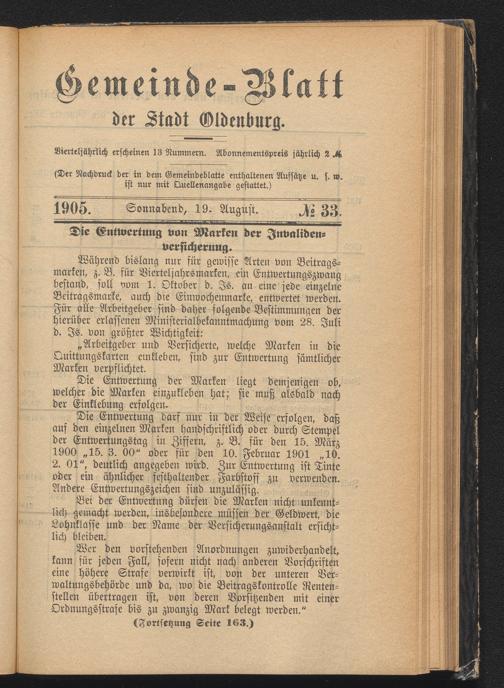 Gemeinde-Blatt
der Stadt Oldenburg.
Vierteljährlich erscheinen 13 Nummern. Abonnementspreis jährlich 2 ℳ
(Der Nachdruck der in dem Gemeindeblatte enthaltenen Aufsätze u. s. w.
ist nur mit Quellenangabe gestattet.)
1905. Sonnabend, 19. August. № 33.
Die Entwertung von Marken der Invaliden-
versicherung.
Während bislang nur für gewisse Arten von Beitrags-
marken, z. B. für Vierteljahrsmarken, ein Entwertungszwang
bestand, soll vom 1. Oktober d. Js. an eine jede einzelne
Beitragsmarke, auch die Einwochenmarke, entwertet werden.
Für alle Arbeitgeber sind daher folgende Bestimmungen der
hierüber erlassenen Ministerialbekanntmachung vom 28. Juli
d. Js. von größter Wichtigkeit:
„Arbeitgeber und Versicherte, welche Marken in die
Quittungskarten einkleben, sind zur Entwertung sämtlicher
Marken verpflichtet.
Die Entwertung der Marken liegt demjenigen ob,
welcher die Marken einzukleben hat; sie muß alsbald nach
der Einklebung erfolgen.
Die Entwertung darf nur in der Weise erfolgen, daß
auf den einzelnen Marken handschriftlich oder durch Stempel
der Entwertungstag in Ziffern, z. B. für den 15. März
1900 „15. 3. 00“ oder für den 10. Februar 1901 „10.
2. 01“, deutlich angegeben wird. Zur Entwertung ist Tinte
oder ein ähnlicher festhaltender Farbstoff zu verwenden.
Andere Entwertungszeichen sind unzulässig.
Bei der Entwertung dürfen die Marken nicht unkennt-
lich gemacht werden, insbesondere müssen der Geldwert, die
Lohnklasse und der Name der Versicherungsanstalt ersicht-
lich bleiben.
Wer den vorstehenden Anordnungen zuwiderhandelt,
kann für jeden Fall, sofern nicht nach anderen Vorschriften
eine höhere Strafe verwirkt ist, von der unteren Ver-
waltungsbehörde und da, wo die Beitragskontrolle Renten-
stellen übertragen ist, von deren Vorsitzenden mit einer
Ordnungsstrafe bis zu zwanzig Mark belegt werden.“
(Fortsetzung Seite 163.)